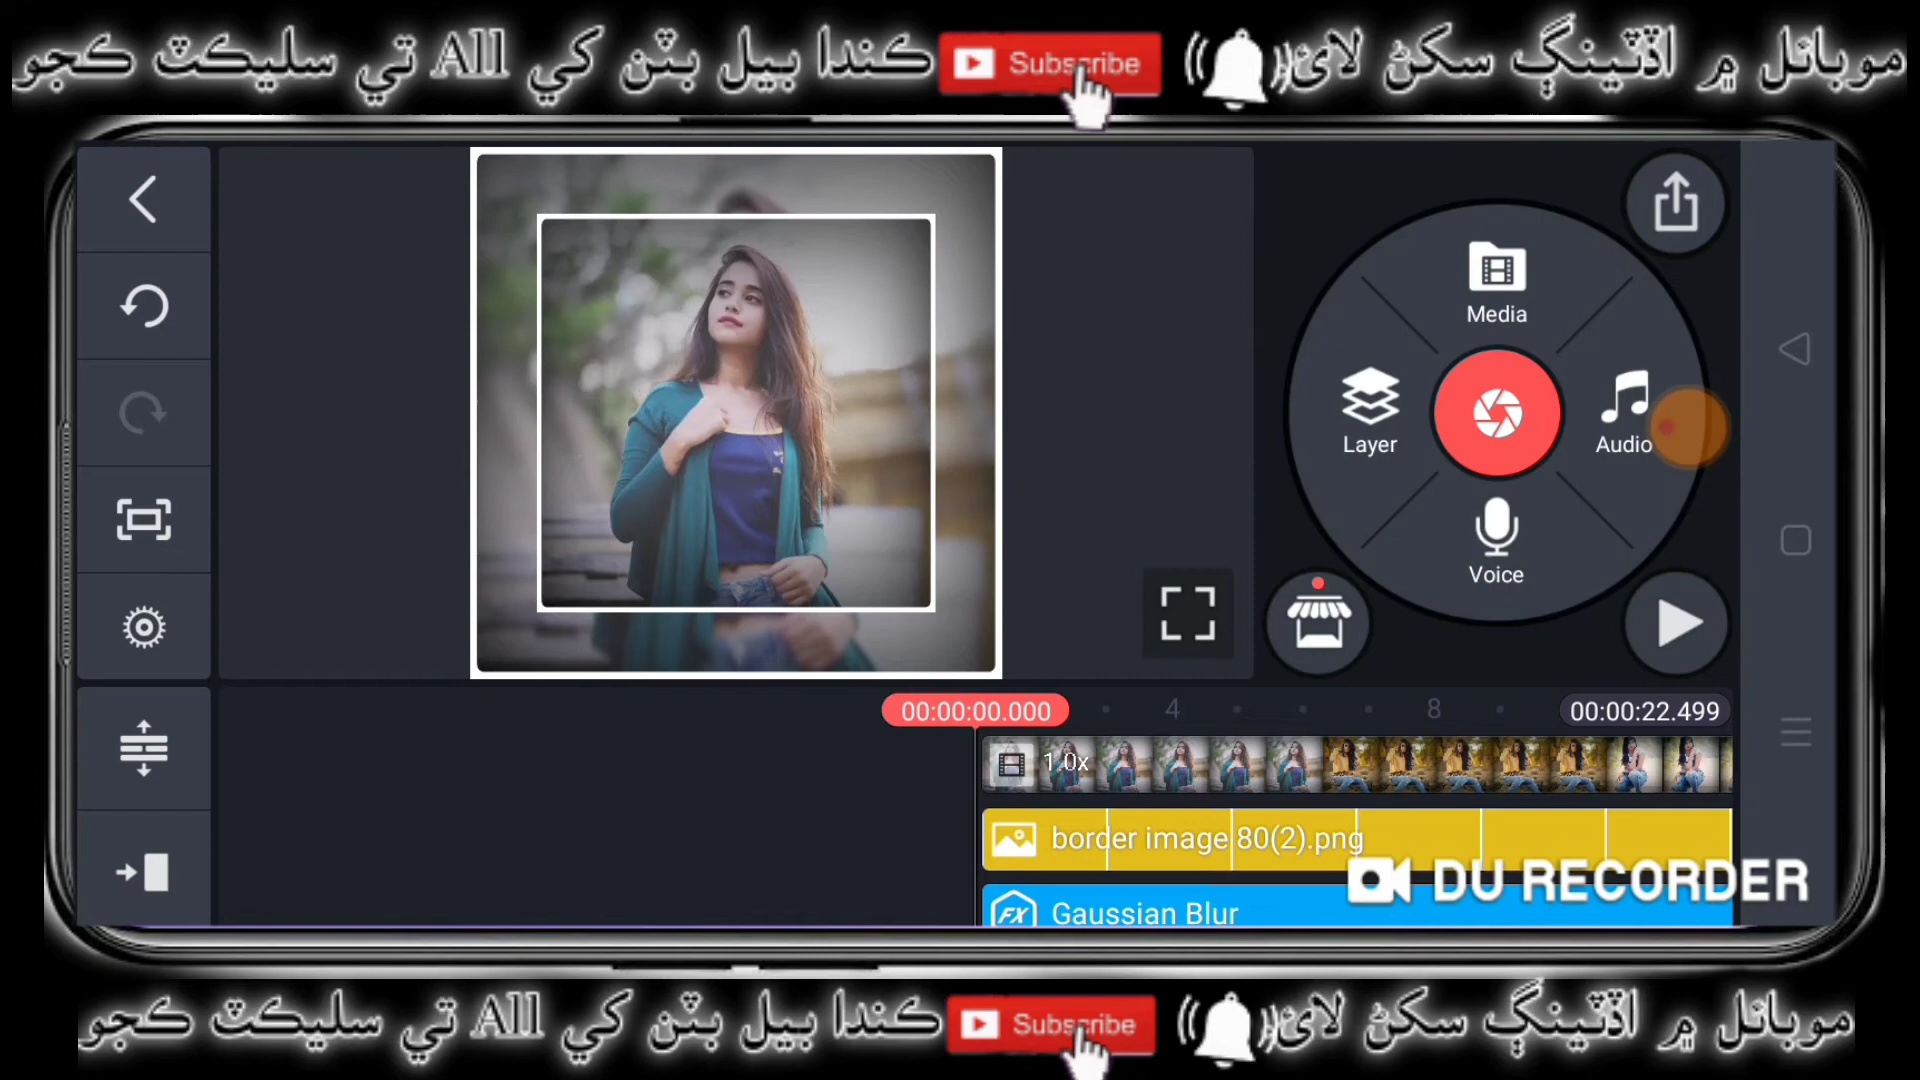 موبائل ۾ اڏٽينگ سکڻ لاءِ Subscribe ڪندا بيل بٽن کي All تي سليڪٽ ڪجو
Media
Layer
Audio
Voice
00:00:00.000 4 8 00:00:22.499
1.0x
border image 80(2).png
DU RECORDER
Gaussian Blur
موبائل ۾ اڏٽينگ سکڻ لاءِ Subscribe ڪندا بيل بٽن کي All تي سليڪٽ ڪجو